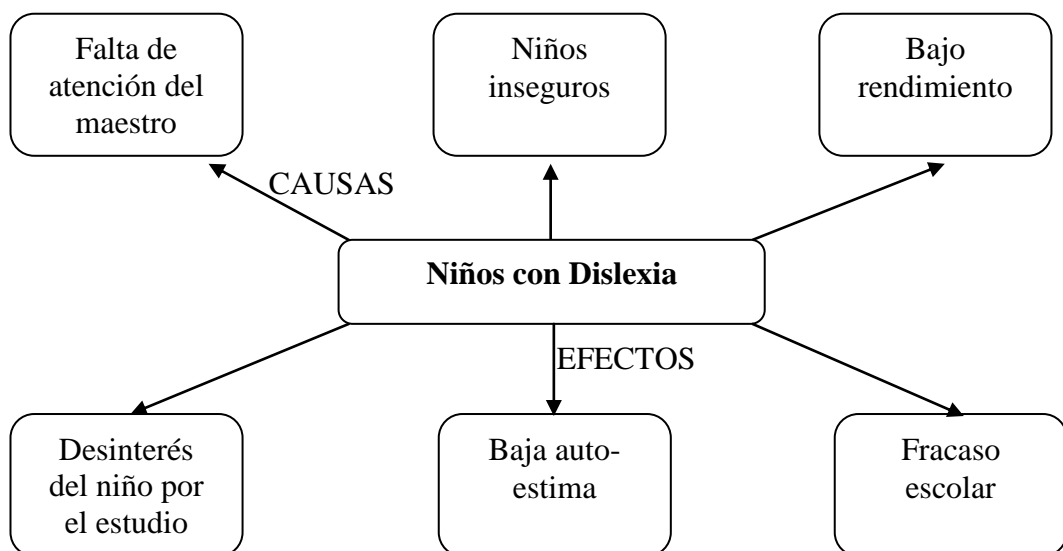 Falta de
atención del
maestro
Niños
inseguros
Bajo
rendimiento
CAUSAS
Niños con Dislexia
EFECTOS
Desinterés
del niño por
el estudio
Baja auto-
estima
Fracaso
escolar